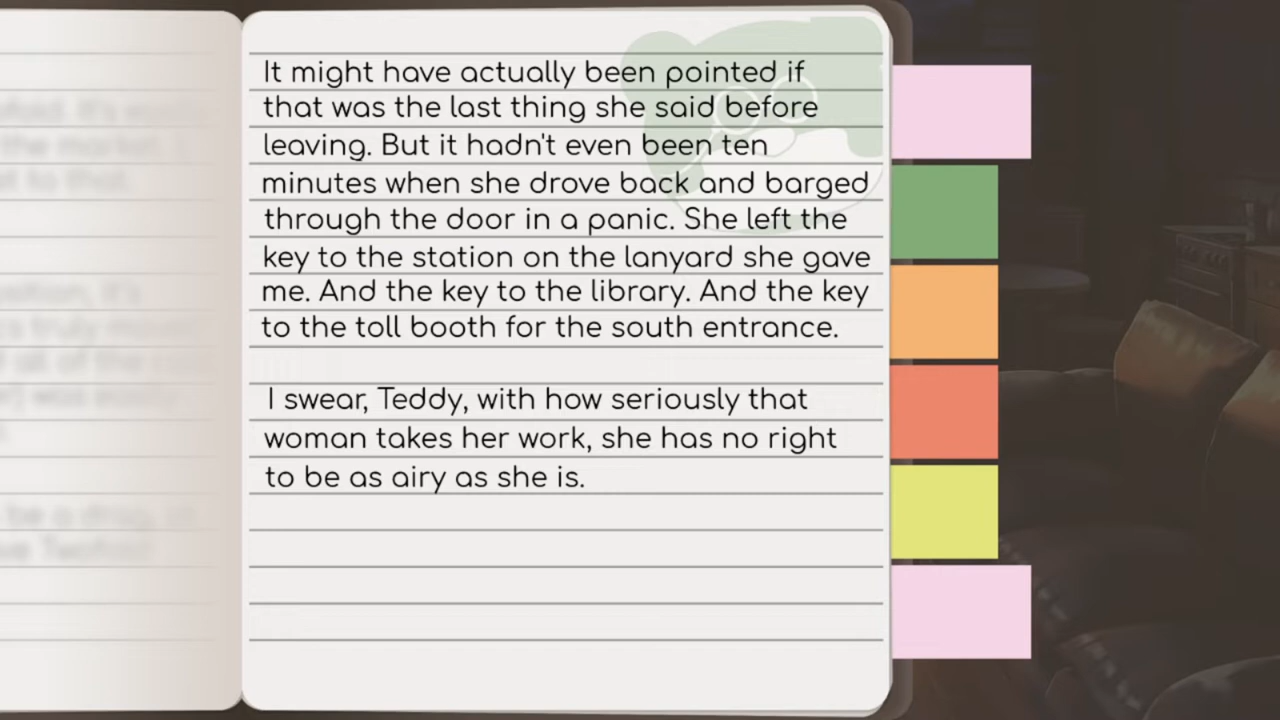 It might have actually been pointed if
that was the last thing she said before
leaving. But it hadn't even been ten
minutes when she drove back and barged
through the door in a panic. She left the
key to the station on the lanyard she gave
me. And the key to the library. And the key
to the toll booth for the south entrance.
I swear, Teddy, with how seriously that
woman takes her work, she has no right
to be as airy as she is.